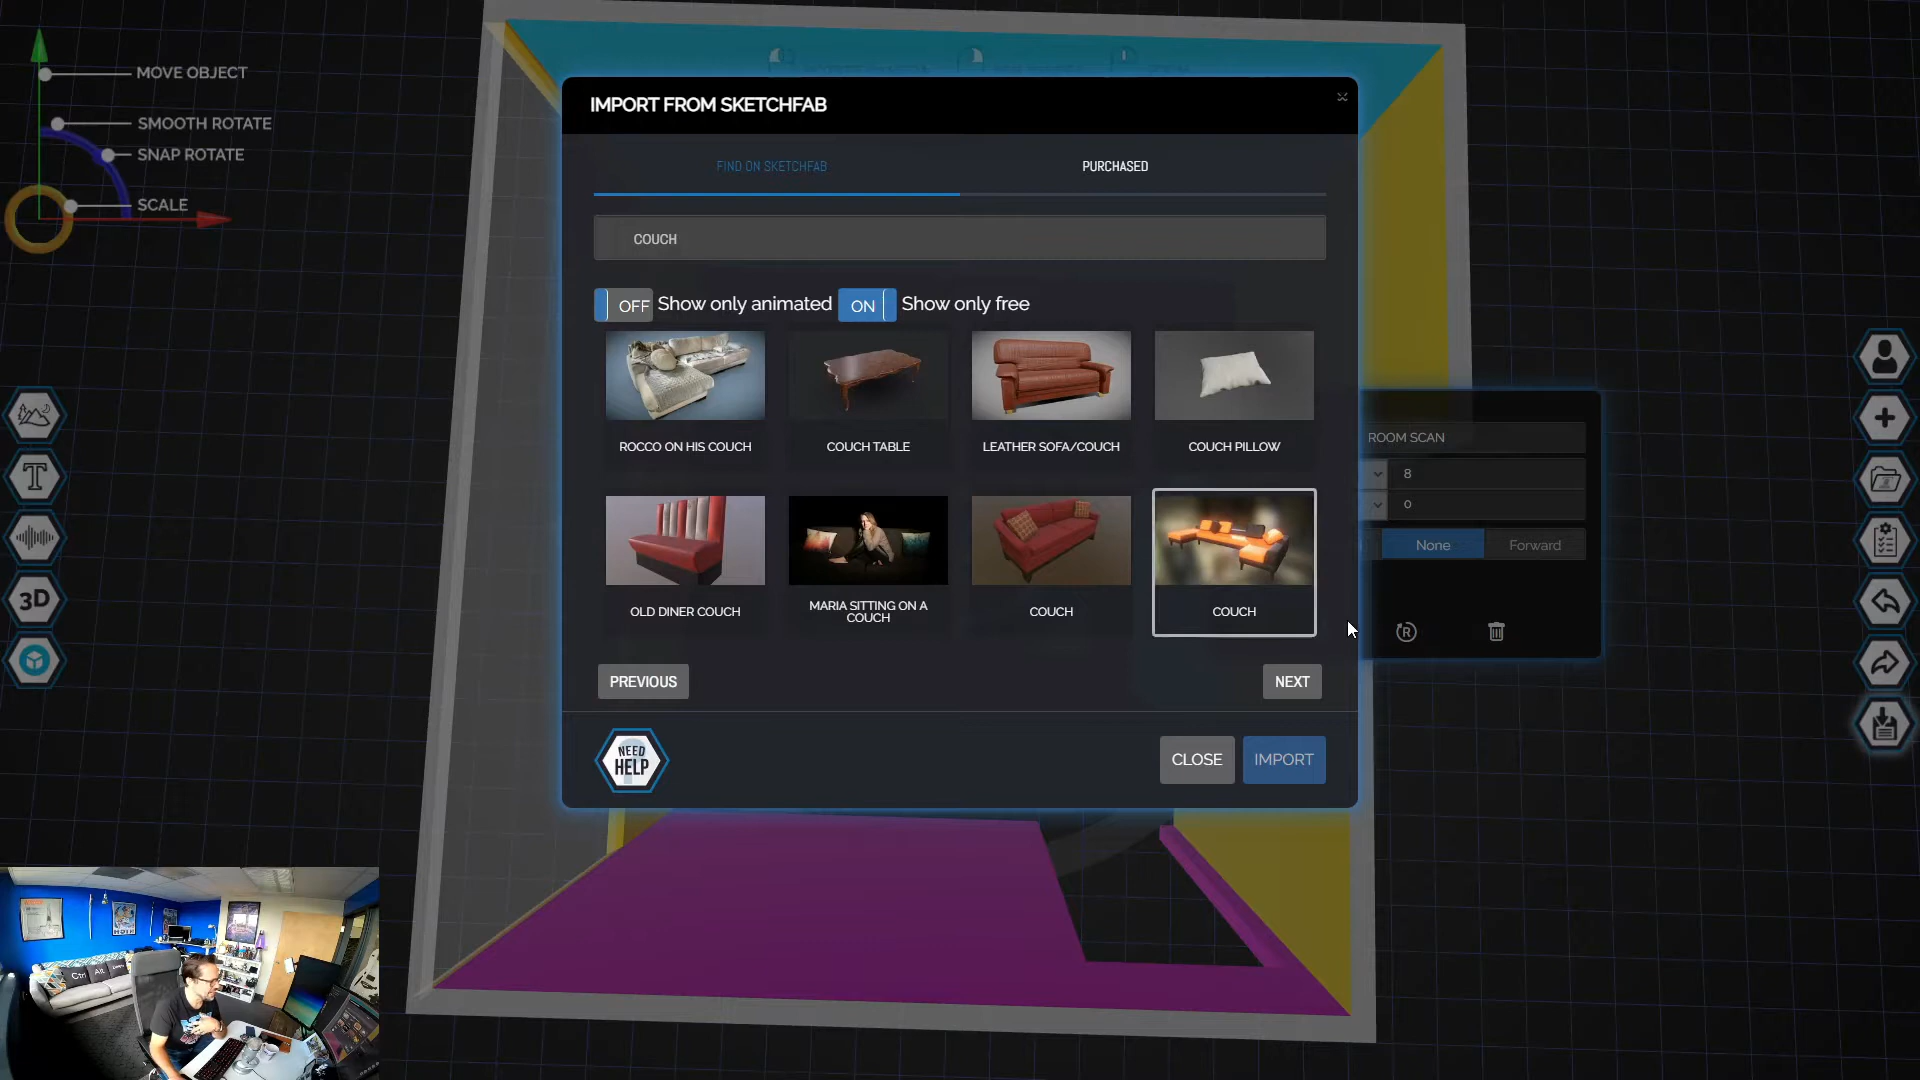 MOVE OBJECT
SMOOTH ROTATE
SNAP ROTATE
SCALE
IMPORT FROM SKETCHFAB
FIND ON SKETCHFAB
PURCHASED
COUCH
OFF Show only animated ON Show only free
ROCCO ON HIS COUCH
COUCH TABLE
LEATHER SOFA/COUCH
COUCH PILLOW
OLD DINER COUCH
MARIA SITTING ON A
COUCH
COUCH
COUCH
PREVIOUS
NEXT
NEED
HELP
CLOSE
IMPORT
ROOM SCAN
8
0
None
Forward
R
T
3D
Ctrl
Alt